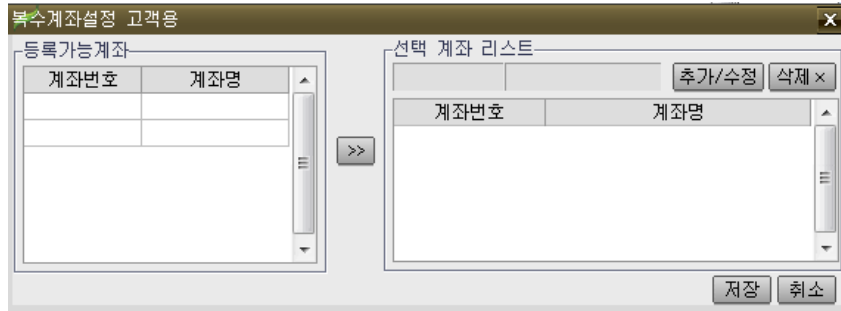 복수계좌설정 고객용 X
등록가능계좌
계좌번호 계좌명
>>
선택 계좌 리스트
추가/수정 삭제 ×
계좌번호 계좌명
저장 취소